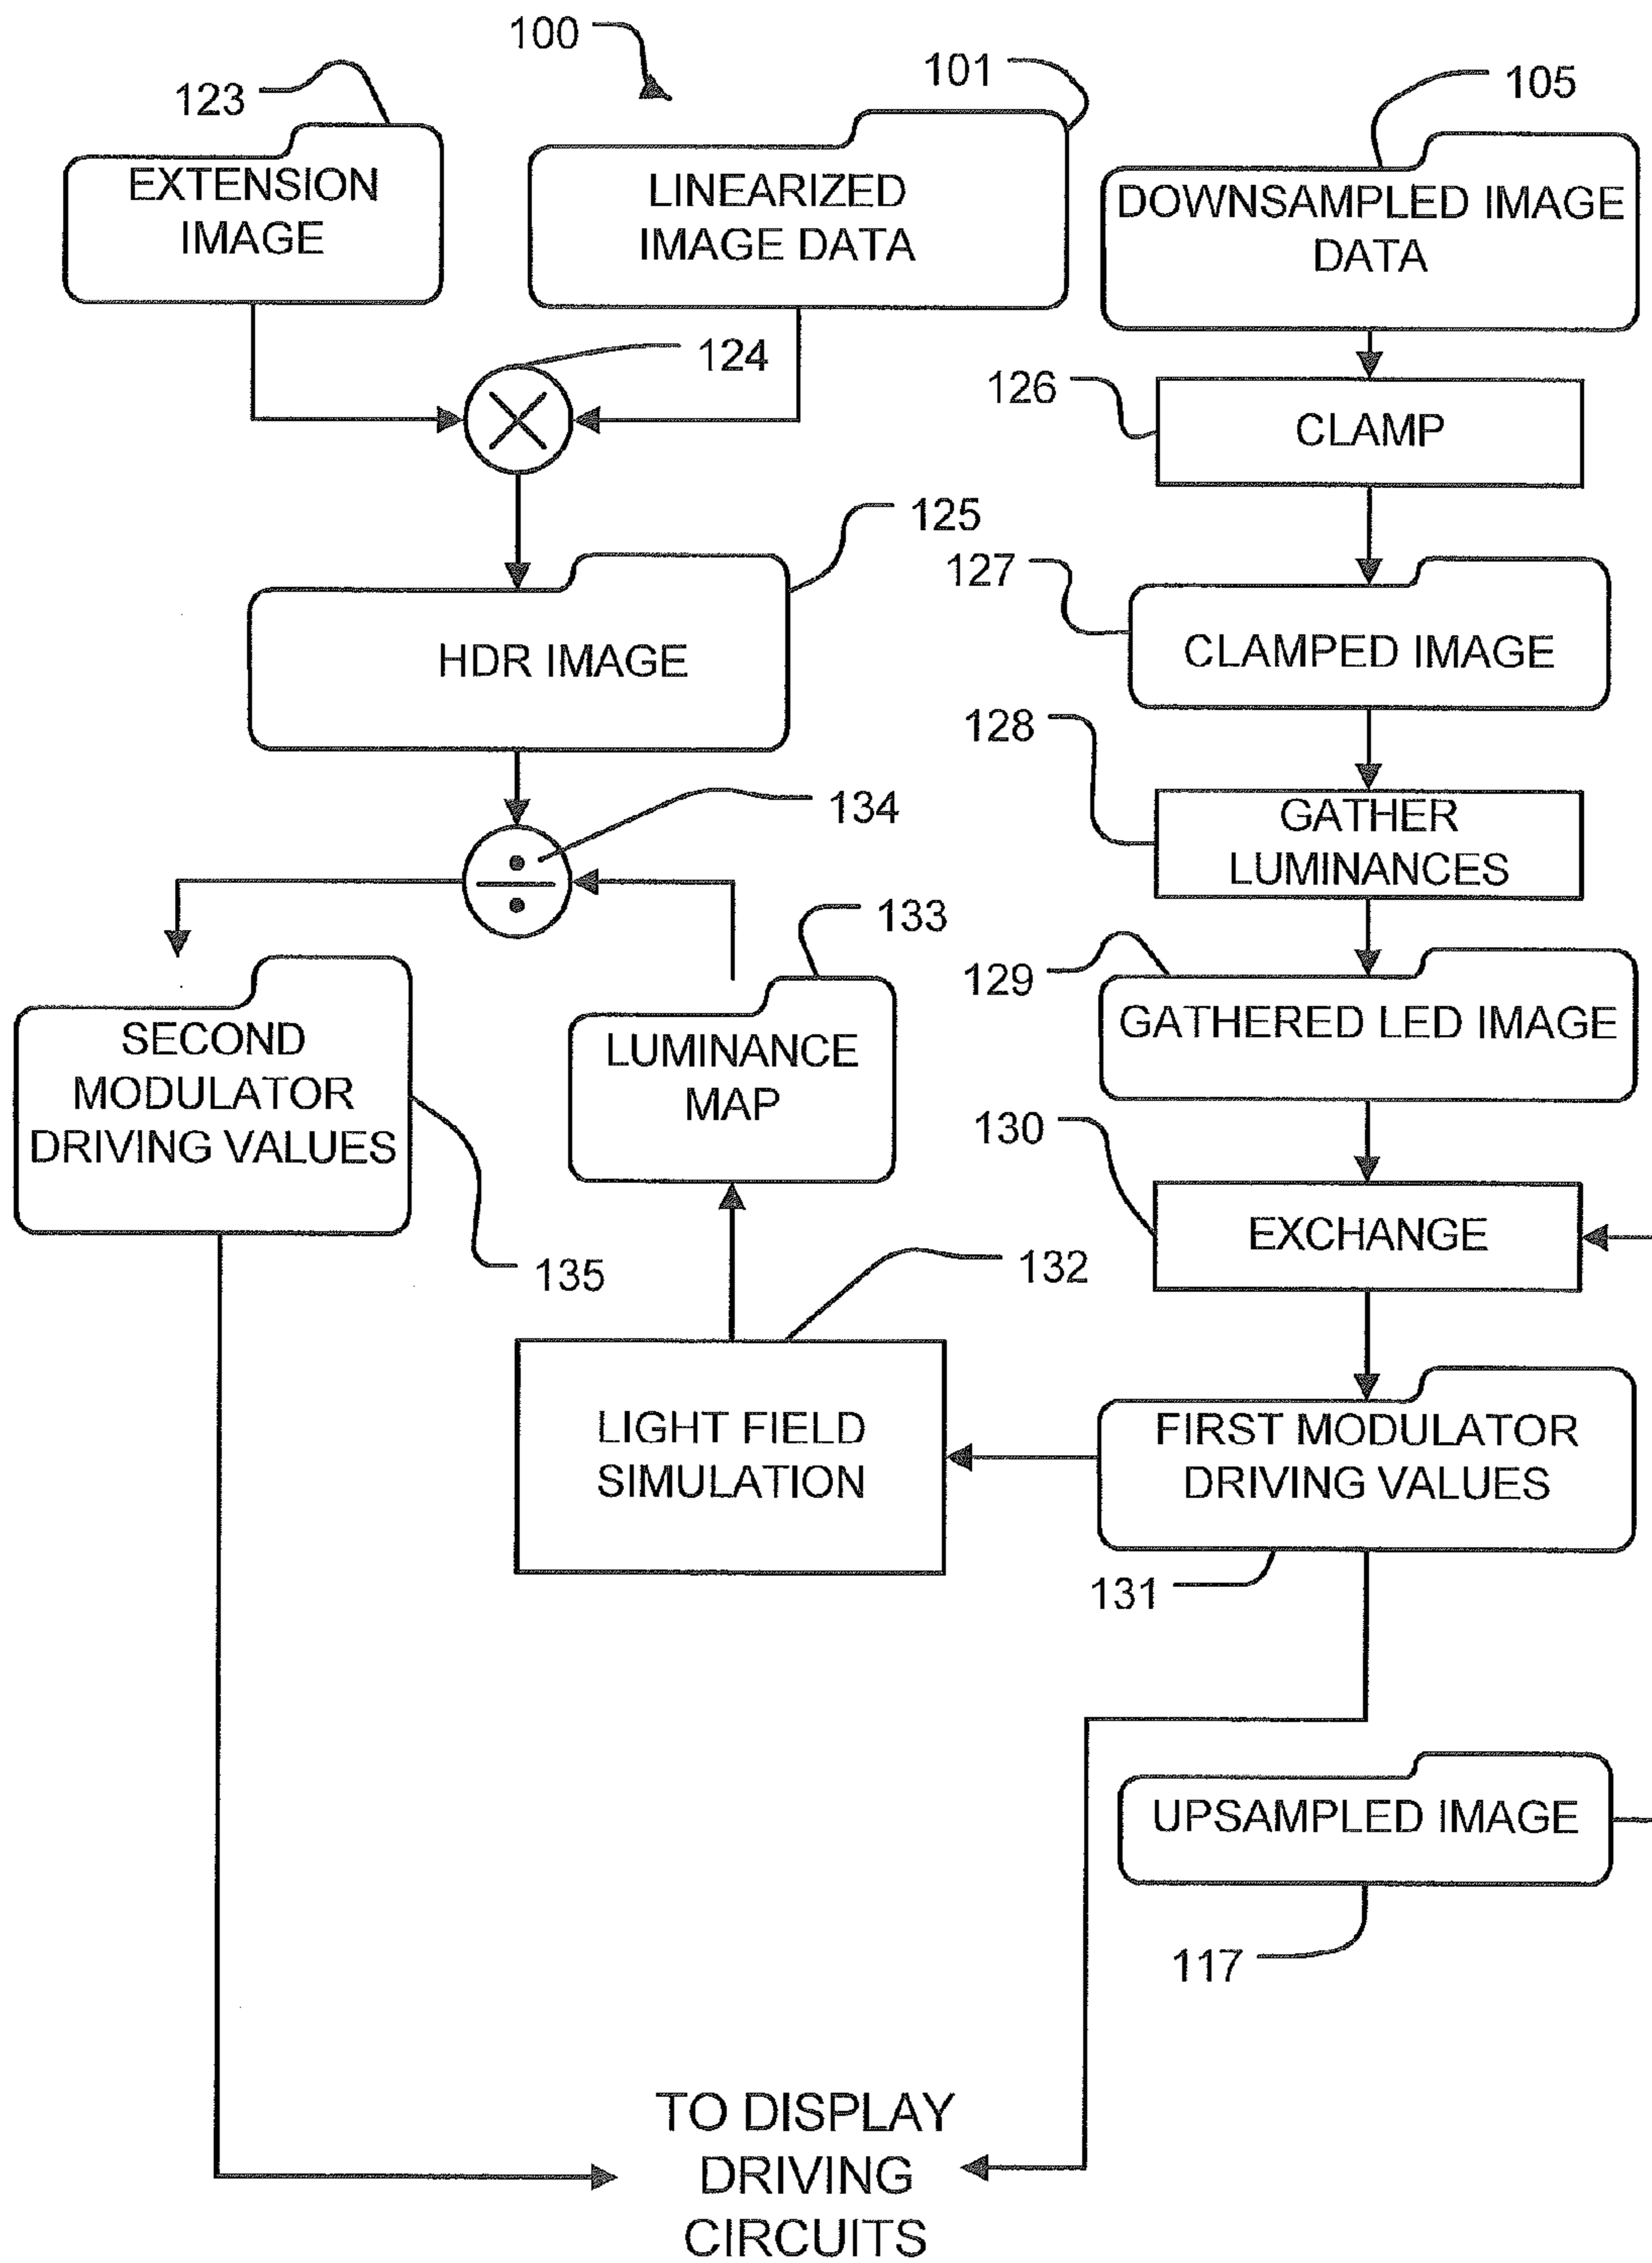 100
101
105
123
EXTENSION
IMAGE
LINEARIZED
IMAGE DATA
DOWNSAMPLED IMAGE
DATA
124
126
CLAMP
125
127
HDR IMAGE
CLAMPED IMAGE
128
GATHER
LUMINANCES
134
133
129
GATHERED LED IMAGE
SECOND
MODULATOR
DRIVING VALUES
LUMINANCE
MAP
130
EXCHANGE
135
132
LIGHT FIELD
SIMULATION
FIRST MODULATOR
DRIVING VALUES
131
UPSAMPLED IMAGE
117
TO DISPLAY
DRIVING
CIRCUITS